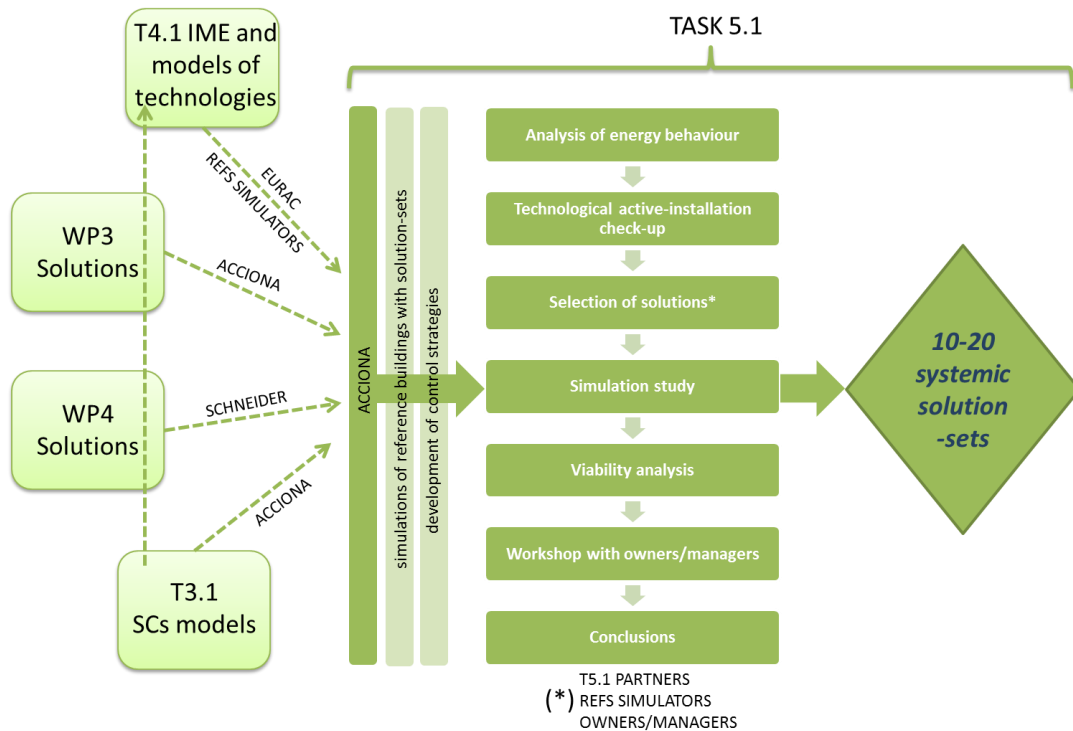 TASK 5.1
T4.1 IME and
models of
technologies
EURAC
REFS SIMULATORS
WP3
Solutions
ACCIONA
WP4
Solutions
SCHNEIDER
T3.1
SCs models
ACCIONA
ACCIONA
simulations of reference buildings with solution-sets
development of control strategies
Analysis of energy behaviour
Technological active-installation
check-up
Selection of solutions*
Simulation study
Viability analysis
Workshop with owners/managers
Conclusions
10-20
systemic
solution
-sets
T5.1 PARTNERS
(*) REFS SIMULATORS
OWNERS/MANAGERS